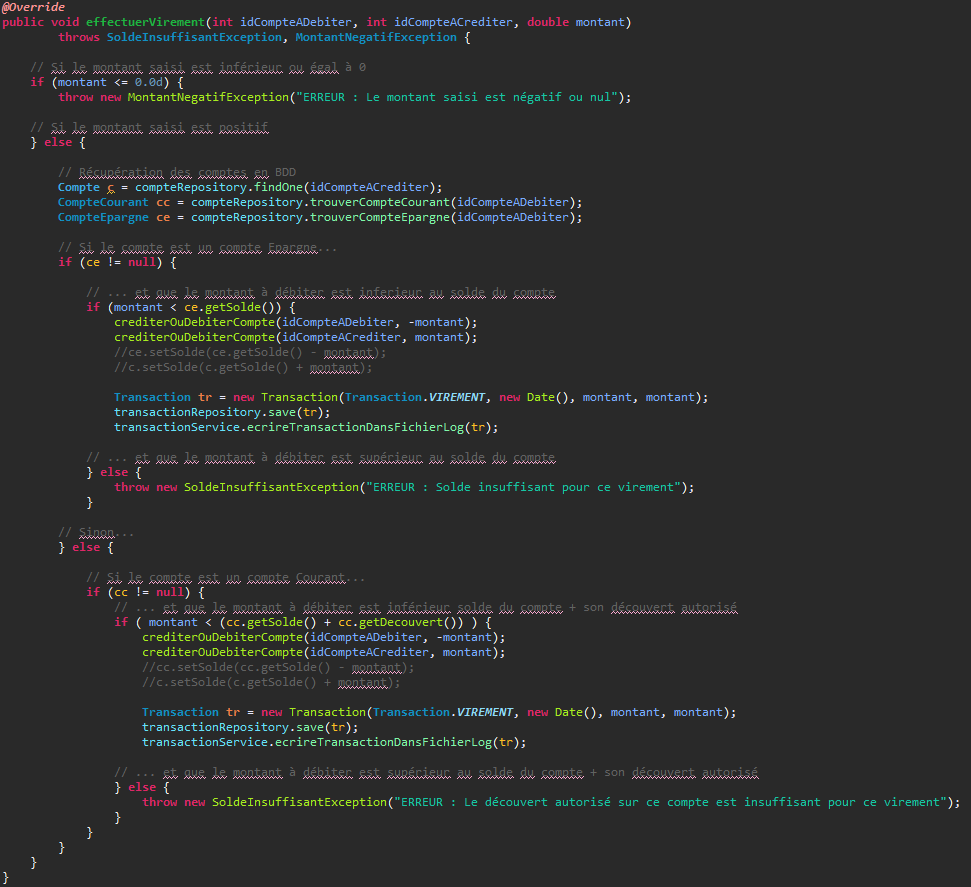 @Override
public void effectuerVirement(int idCompteADebiter, int idCompteACrediter, double montant)
        throws SoldeInsuffisantException, MontantNegatifException {

    // Si le montant saisi est inférieur ou égal à 0
    if (montant <= 0.0d) {
        throw new MontantNegatifException("ERREUR : Le montant saisi est négatif ou nul");

    // Si le montant saisi est positif
    } else {

        // Récupération des comptes en BDD
        Compte c = compteRepository.findOne(idCompteACrediter);
        CompteCourant cc = compteRepository.trouverCompteCourant(idCompteADebiter);
        CompteEpargne ce = compteRepository.trouverCompteEpargne(idCompteADebiter);

        // Si le compte est un compte Epargne...
        if (ce != null) {

            // ... et que le montant à débiter est inferieur au solde du compte
            if (montant < ce.getSolde()) {
                crediterOuDebiterCompte(idCompteADebiter, -montant);
                crediterOuDebiterCompte(idCompteACrediter, montant);
                //ce.setSolde(ce.getSolde() - montant);
                //c.setSolde(c.getSolde() + montant);

                Transaction tr = new Transaction(Transaction.VIREMENT, new Date(), montant, montant);
                transactionRepository.save(tr);
                transactionService.ecrireTransactionDansFichierLog(tr);

            // ... et que le montant à débiter est supérieur au solde du compte
            } else {
                throw new SoldeInsuffisantException("ERREUR : Solde insuffisant pour ce virement");
            }

        // Sinon...
        } else {

            // Si le compte est un compte Courant...
            if (cc != null) {
                // ... et que le montant à débiter est inférieur solde du compte + son découvert autorisé
                if ( montant < (cc.getSolde() + cc.getDecouvert()) ) {
                    crediterOuDebiterCompte(idCompteADebiter, -montant);
                    crediterOuDebiterCompte(idCompteACrediter, montant);
                    //cc.setSolde(cc.getSolde() - montant);
                    //c.setSolde(c.getSolde() + montant);

                    Transaction tr = new Transaction(Transaction.VIREMENT, new Date(), montant, montant);
                    transactionRepository.save(tr);
                    transactionService.ecrireTransactionDansFichierLog(tr);

                // ... et que le montant à débiter est supérieur au solde du compte + son découvert autorisé
                } else {
                    throw new SoldeInsuffisantException("ERREUR : Le découvert autorisé sur ce compte est insuffisant pour ce virement");
                }
            }
        }
    }
}